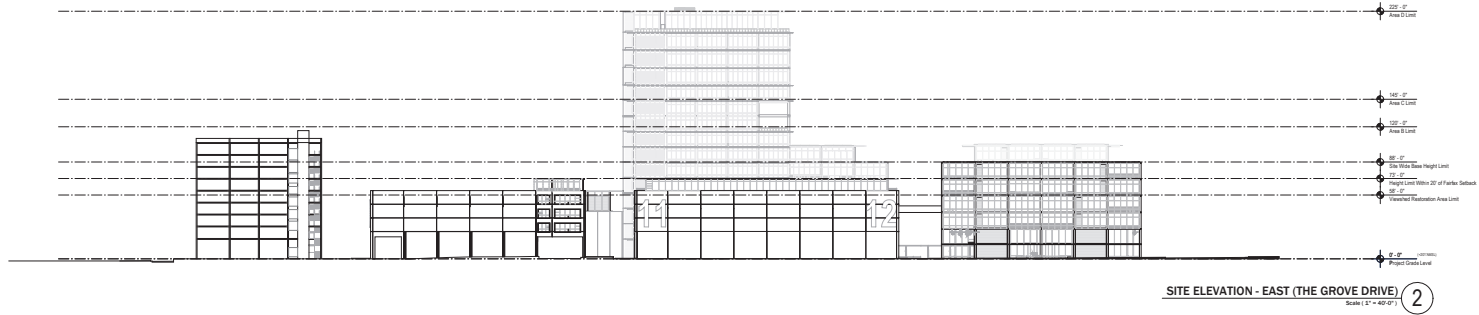 225' - 0"
Area D Limit
145' - 0"
Area C Limit
120' - 0"
Area B Limit
88' - 0"
Site Wide Base Height Limit
73' - 0"
Height Limit Within 20' of Fairfax Setback
58' - 0"
Viewshed Restoration Area Limit
11
12
0' - 0"
Project Grade Level
SITE ELEVATION - EAST (THE GROVE DRIVE)
2
Scale ( 1" = 40'-0" )